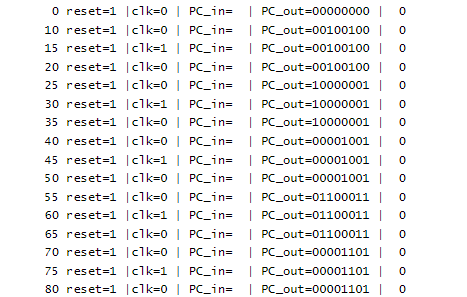 0 reset=1 |clk=0 | PC_in=  | PC_out=00000000 |  0
10 reset=1 |clk=0 | PC_in=  | PC_out=00100100 |  0
15 reset=1 |clk=1 | PC_in=  | PC_out=00100100 |  0
20 reset=1 |clk=0 | PC_in=  | PC_out=00100100 |  0
25 reset=1 |clk=0 | PC_in=  | PC_out=10000001 |  0
30 reset=1 |clk=1 | PC_in=  | PC_out=10000001 |  0
35 reset=1 |clk=0 | PC_in=  | PC_out=10000001 |  0
40 reset=1 |clk=0 | PC_in=  | PC_out=00001001 |  0
45 reset=1 |clk=1 | PC_in=  | PC_out=00001001 |  0
50 reset=1 |clk=0 | PC_in=  | PC_out=00001001 |  0
55 reset=1 |clk=0 | PC_in=  | PC_out=01100011 |  0
60 reset=1 |clk=1 | PC_in=  | PC_out=01100011 |  0
65 reset=1 |clk=0 | PC_in=  | PC_out=01100011 |  0
70 reset=1 |clk=0 | PC_in=  | PC_out=00001101 |  0
75 reset=1 |clk=1 | PC_in=  | PC_out=00001101 |  0
80 reset=1 |clk=0 | PC_in=  | PC_out=00001101 |  0